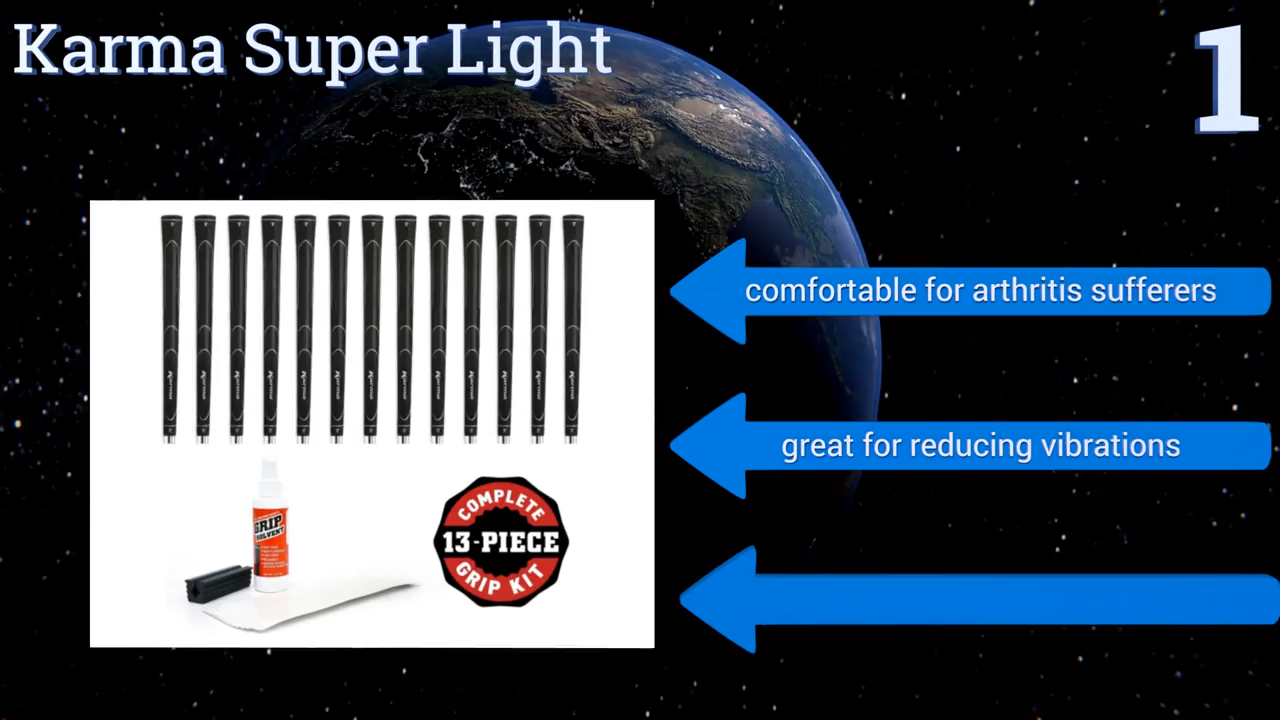 Karma Super Light
1
comfortable for arthritis sufferers
great for reducing vibrations
GRIP
SOLVENT
COMPLETE
13-PIECE
GRIP KIT